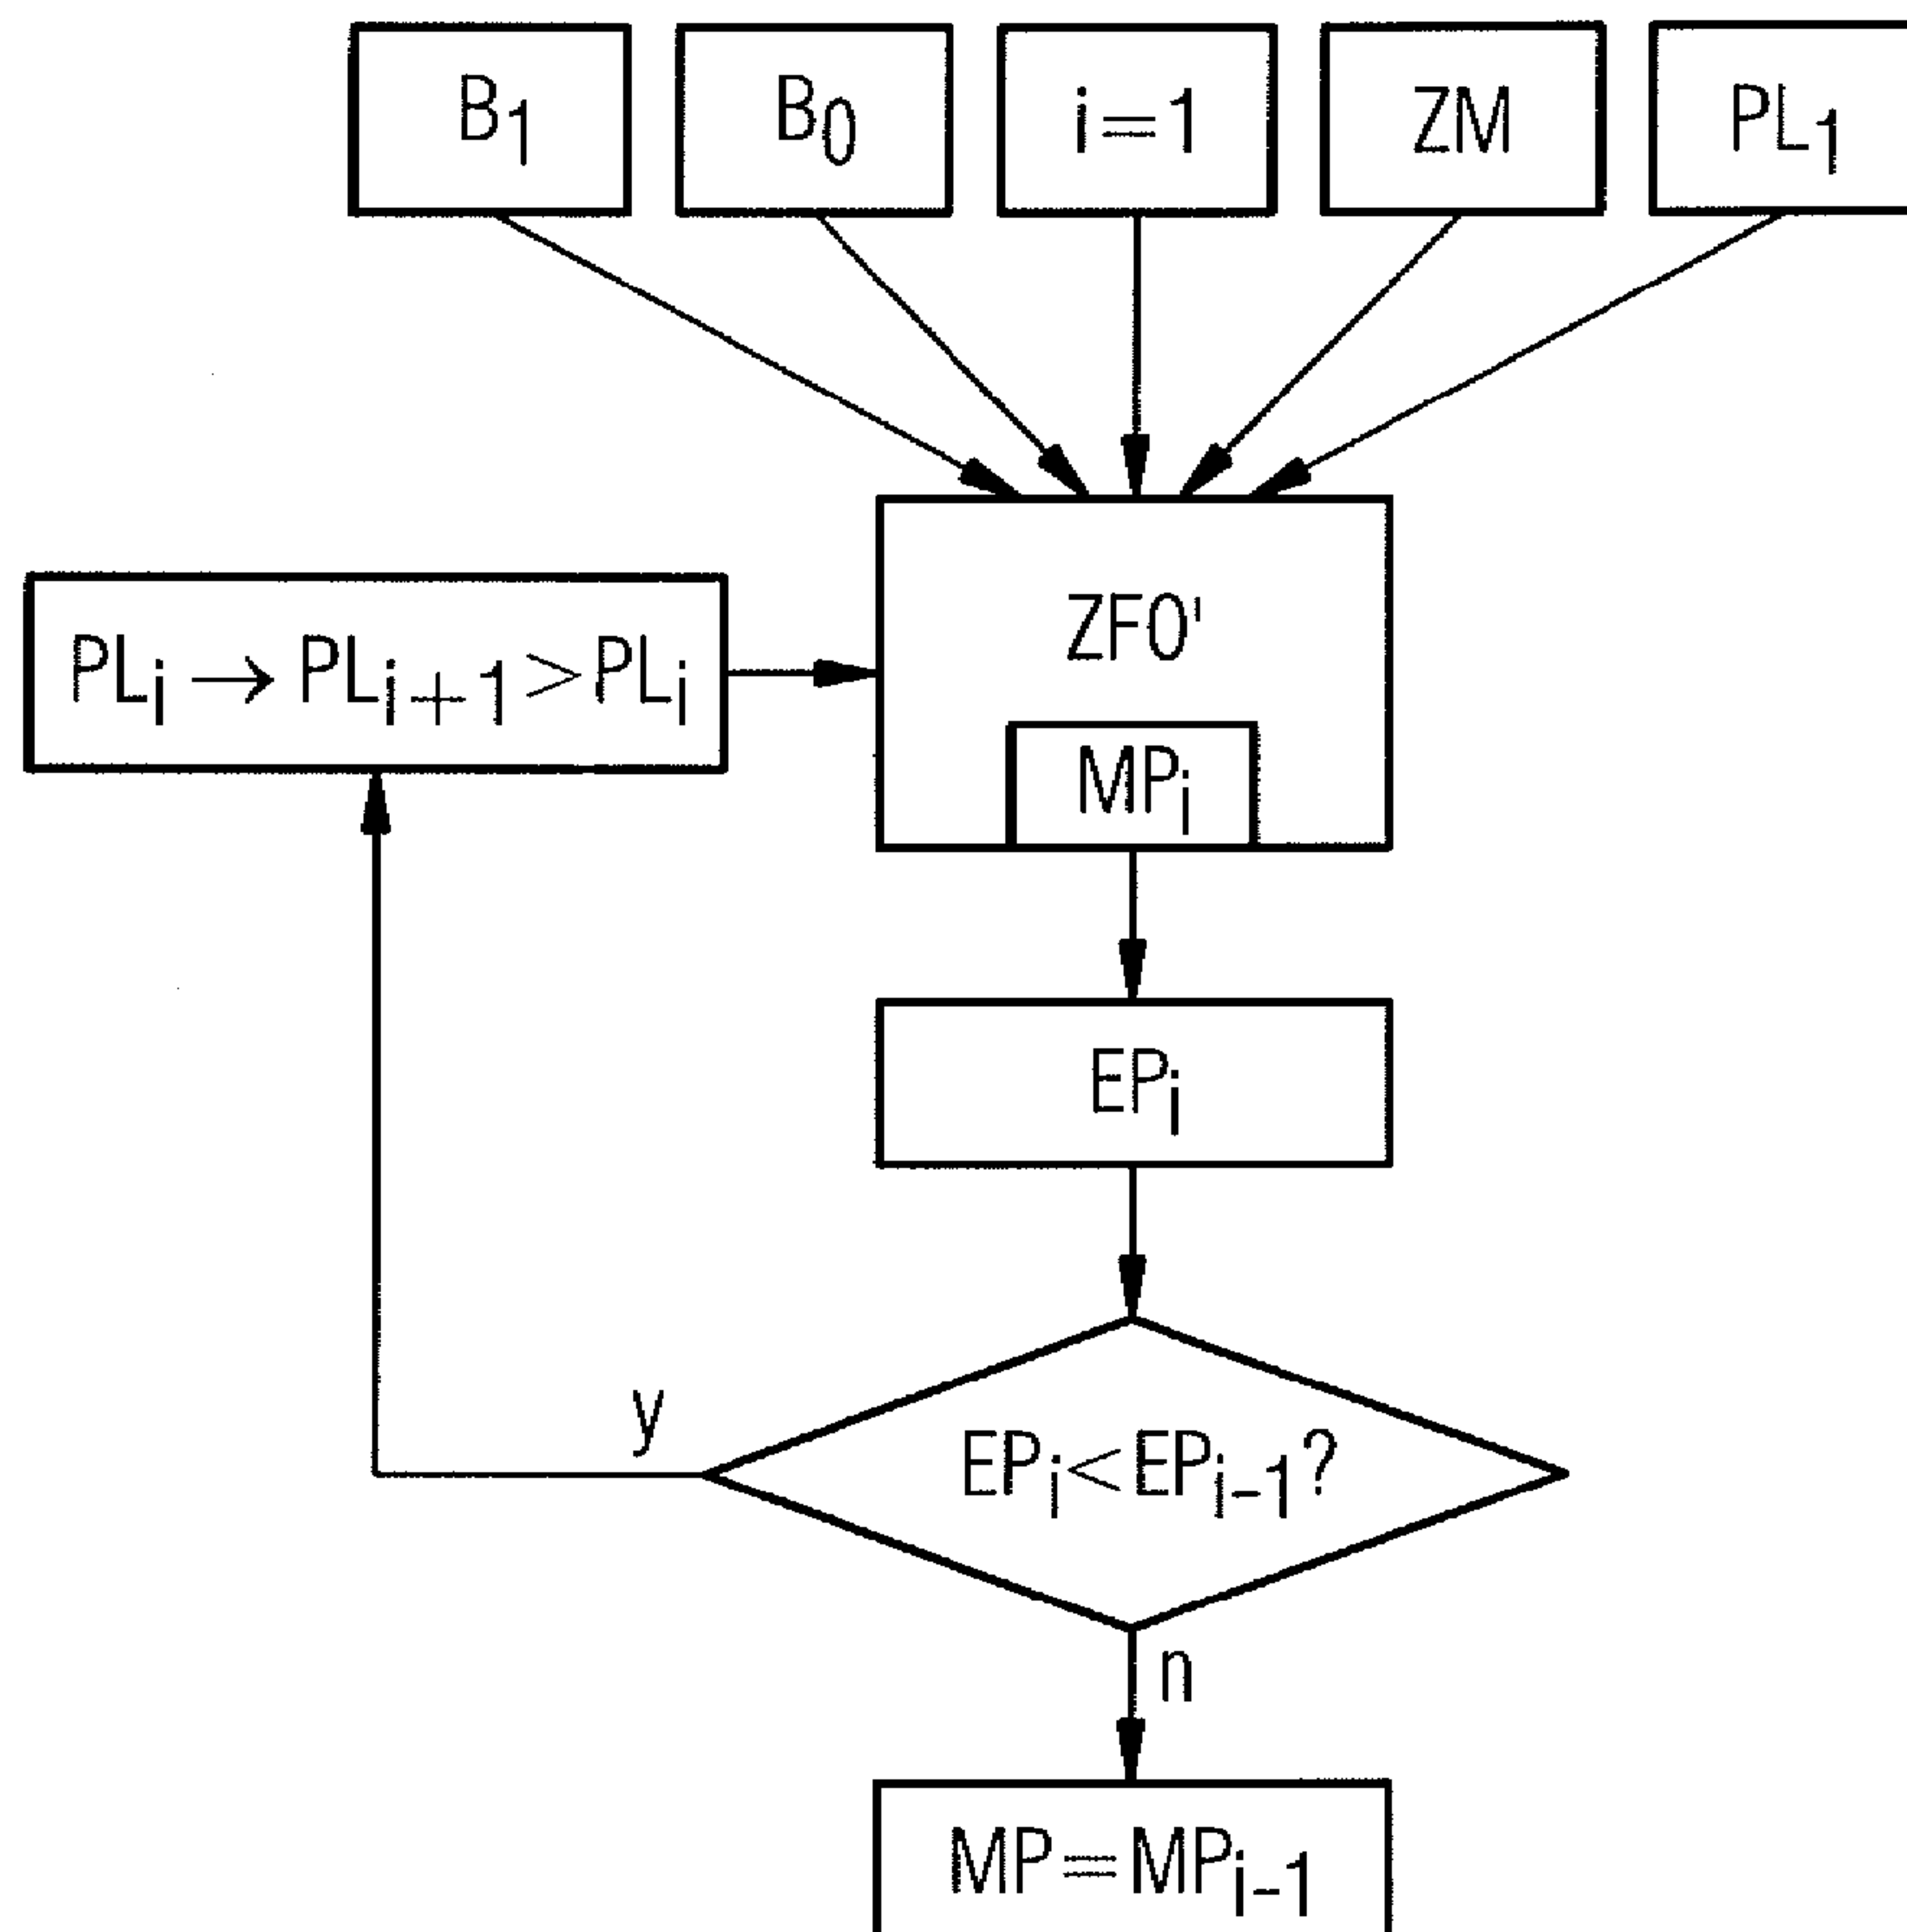 B₁
B₀
i=1
ZM
PL₁
ZFO'
PLᵢ → PLᵢ₊₁>PLᵢ
MPᵢ
EPᵢ
y
EPᵢ<EPᵢ₋₁?
n
MP=MPᵢ₋₁